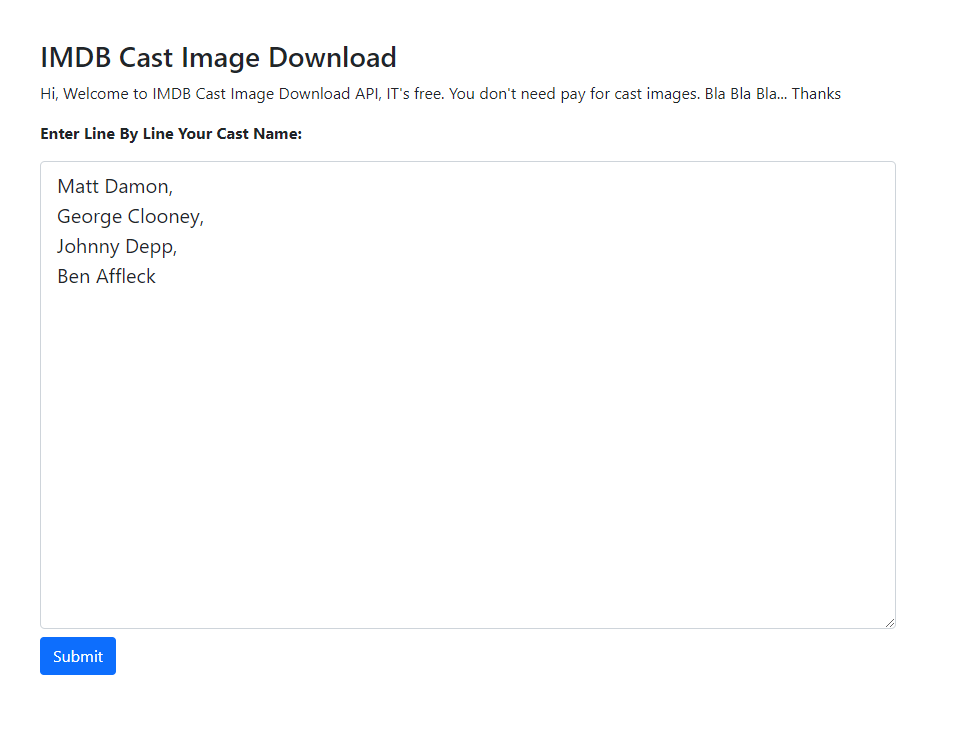 IMDB Cast Image Download
Hi, Welcome to IMDB Cast Image Download API, IT's free. You don't need pay for cast images. Bla Bla Bla... Thanks
Enter Line By Line Your Cast Name:
Matt Damon,
George Clooney,
Johnny Depp,
Ben Affleck
Submit